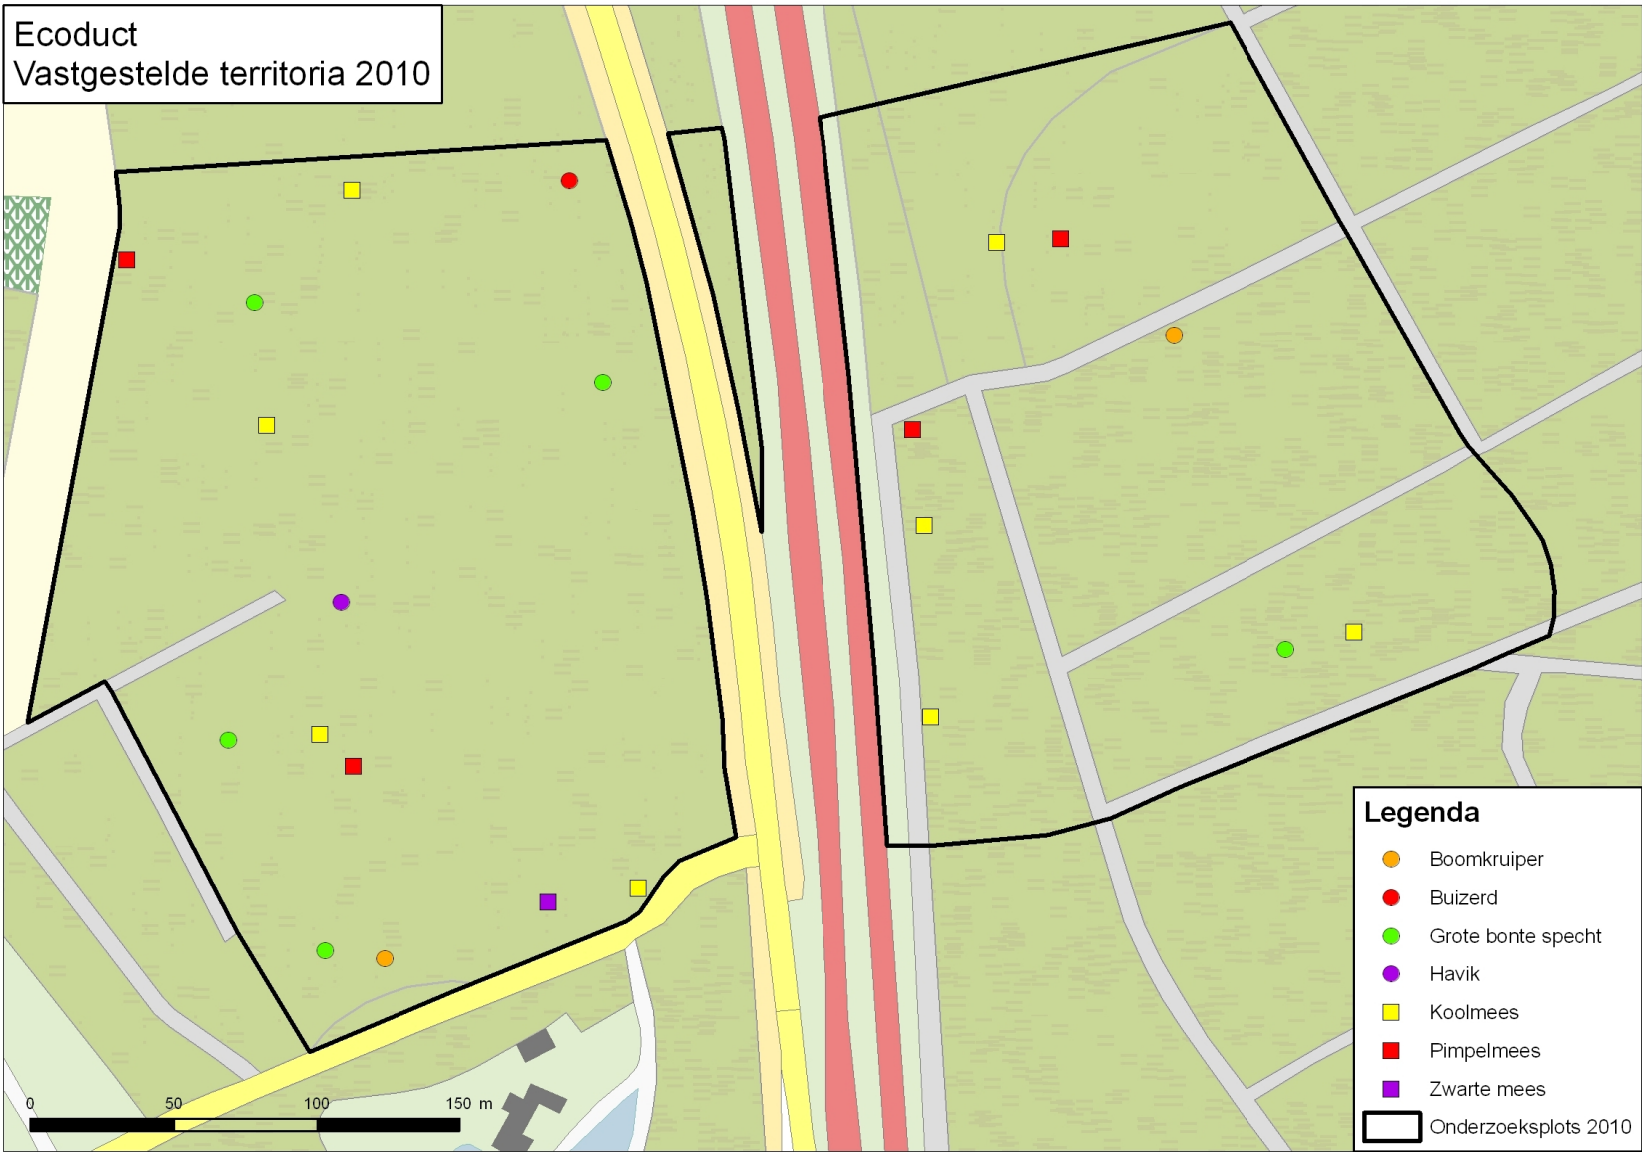 Ecoduct
Vastgestelde territoria 2010
Legenda
Boomkruiper
Buizerd
Grote bonte specht
Havik
Koolmees
Pimpelmees
Zwarte mees
Onderzoeksplots 2010
0 50 100 150 m